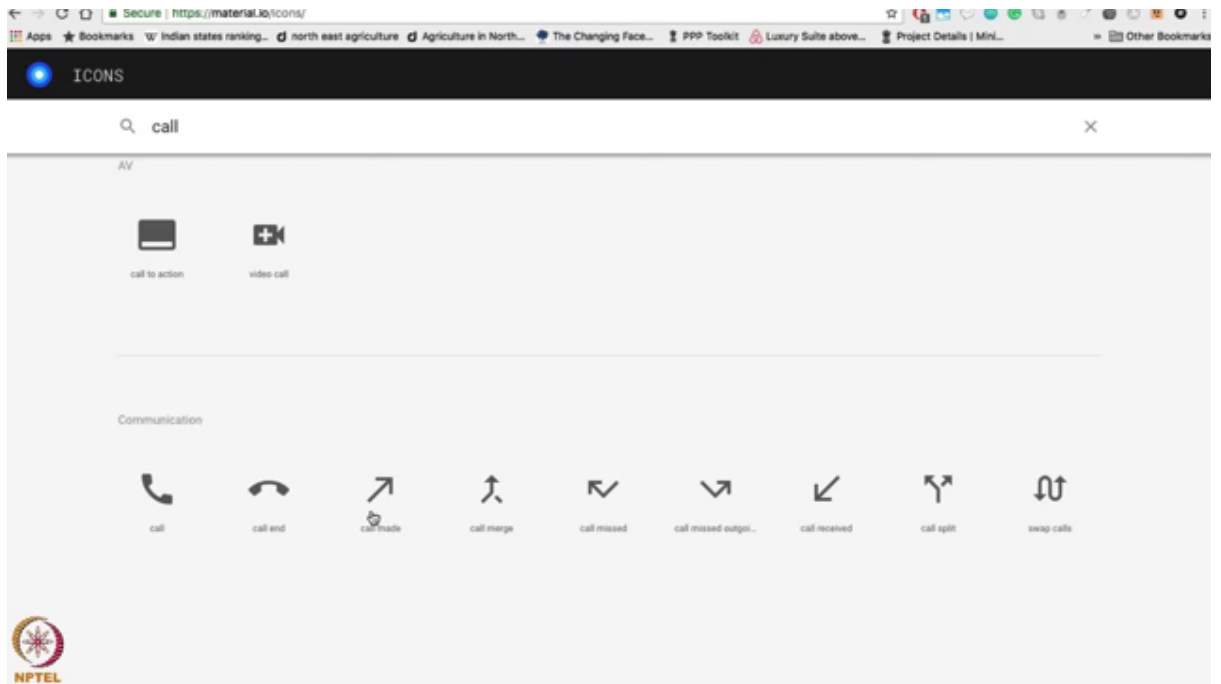 Secure | https://material.io/icons/
Apps Bookmarks Indian states ranking... north east agriculture Agriculture in North... The Changing Face... PPP Toolkit Luxury Suite above... Project Details | Mini... » Other Bookmarks
ICONS
call
AV
call to action video call
Communication
call call end call made call merge call missed call missed outgoi... call received call split swap calls
NPTEL